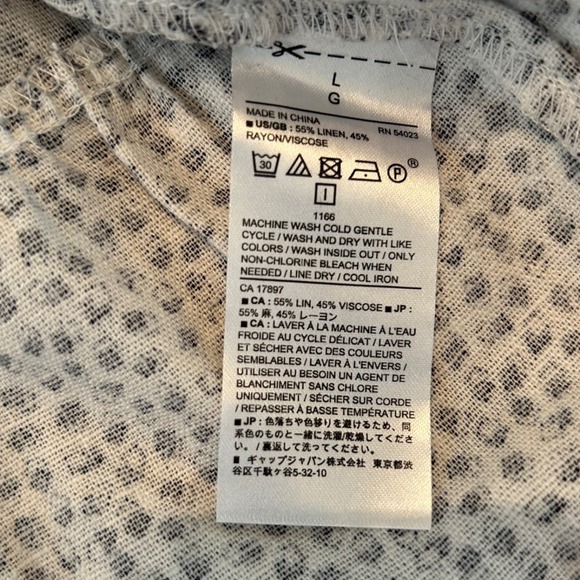 L
G
MADE IN CHINA
■ US/GB : 55% LINEN, 45% RN 54023
RAYON/VISCOSE
30 P ®
I
1166
MACHINE WASH COLD GENTLE
CYCLE / WASH AND DRY WITH LIKE
COLORS / WASH INSIDE OUT / ONLY
NON-CHLORINE BLEACH WHEN
NEEDED / LINE DRY / COOL IRON
CA 17897
■ CA : 55% LIN, 45% VISCOSE ■ JP :
55% 麻, 45% レーヨン
■ CA : LAVER À LA MACHINE À L'EAU
FROIDE AU CYCLE DÉLICAT / LAVER
ET SÉCHER AVEC DES COULEURS
SEMBLABLES / LAVER À L'ENVERS /
UTILISER AU BESOIN UN AGENT DE
BLANCHIMENT SANS CHLORE
UNIQUEMENT / SÉCHER SUR CORDE
/ REPASSER À BASSE TEMPÉRATURE
■ JP : 色落ちや色移りを避けるため、同
系色のものと一緒に洗濯/乾燥してくださ
い。/ 裏返して洗ってください。
■ ギャップジャパン株式会社 東京都渋
谷区千駄ヶ谷5-32-10